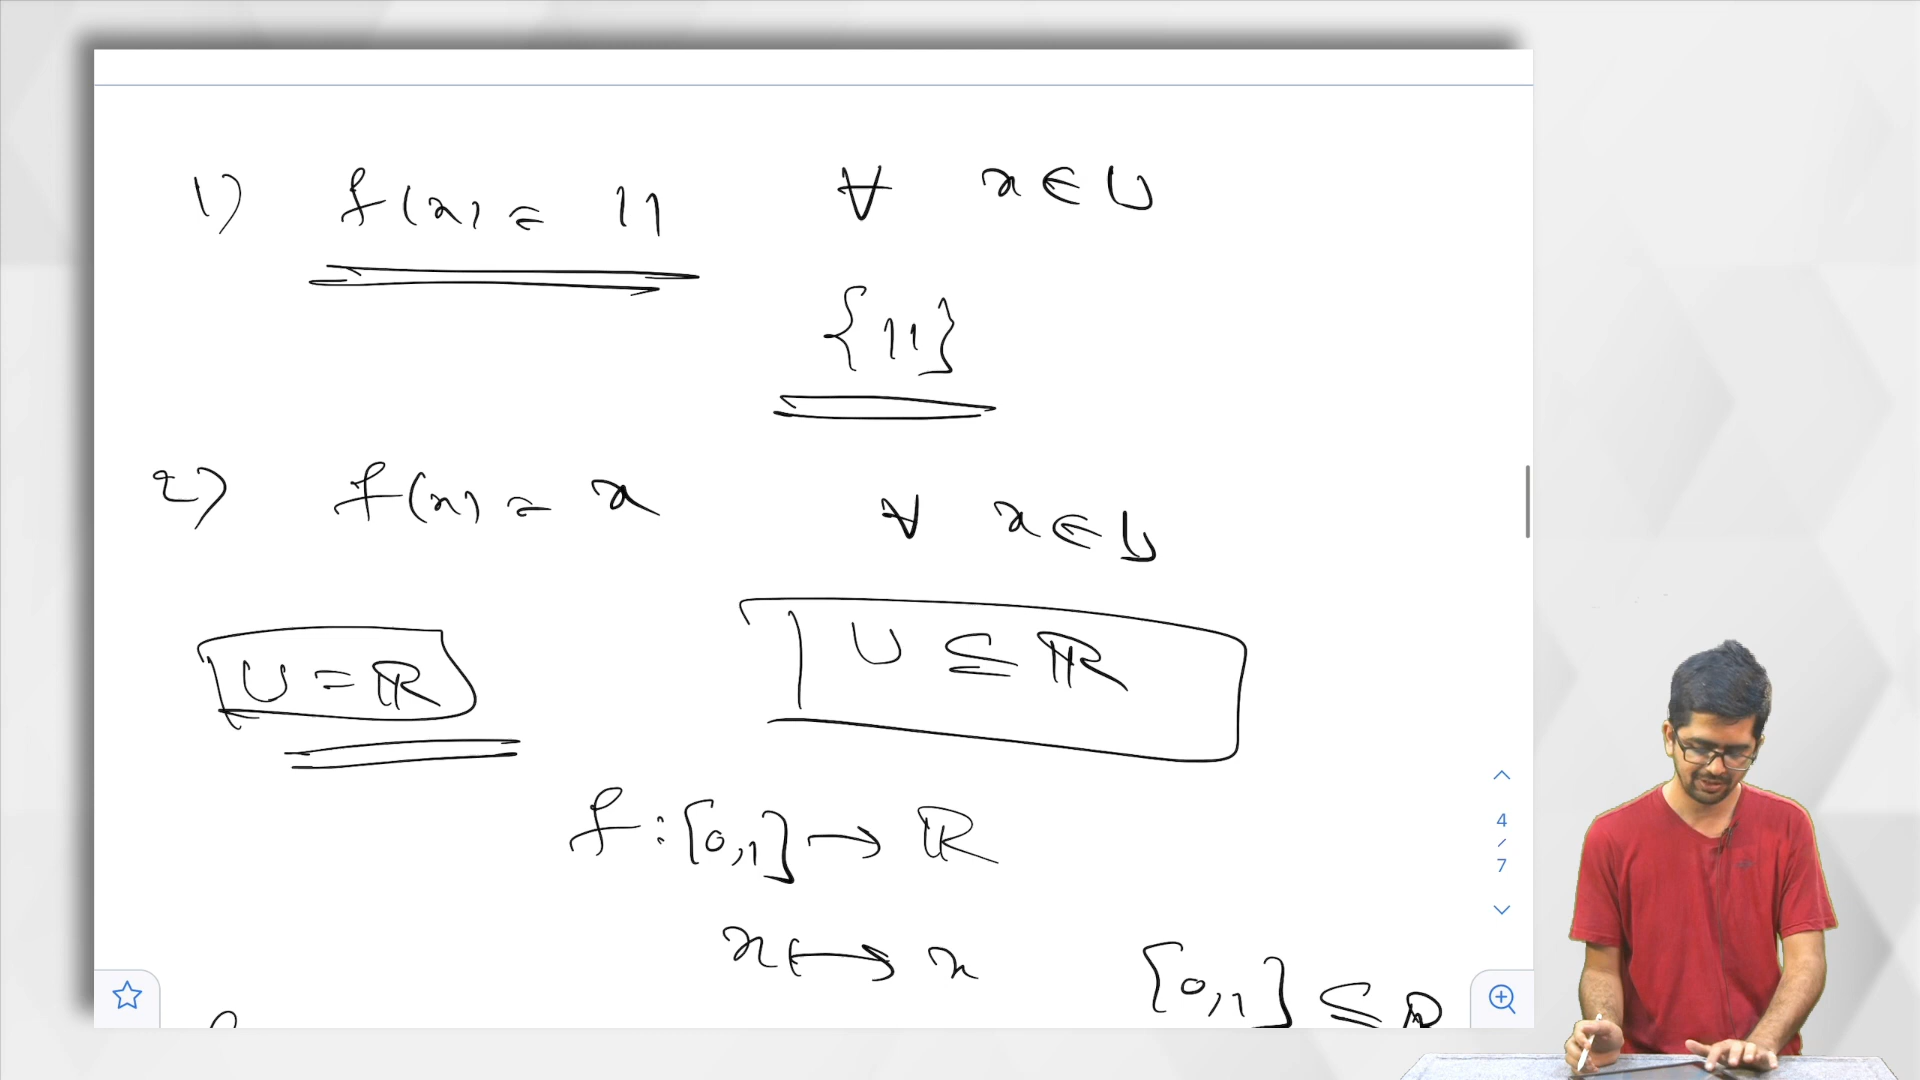 1) f(x) = 11 ∀ x ∈ U
{11}
2) f(x) = x ∀ x ∈ U
U = ℝ U ⊆ ℝ
f : [0,1] → ℝ
x ↦ x
[0,1] ⊆ ℝ
4 / 7